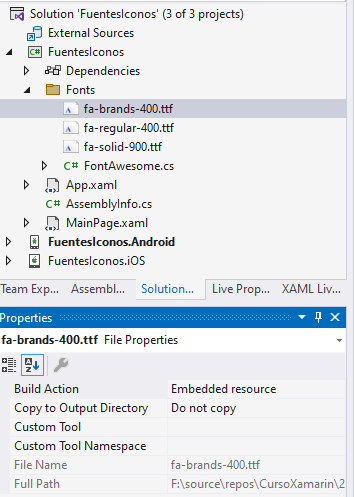 Solution 'FuentesIconos' (3 of 3 projects)
External Sources
FuentesIconos
Dependencies
Fonts
fa-brands-400.ttf
fa-regular-400.ttf
fa-solid-900.ttf
FontAwesome.cs
App.xaml
AssemblyInfo.cs
MainPage.xaml
FuentesIconos.Android
FuentesIconos.iOS
Team Exp... Assembl... Solution... Live Prop... XAML Liv...
Properties
fa-brands-400.ttf File Properties
Build Action Embedded resource
Copy to Output Directory Do not copy
Custom Tool
Custom Tool Namespace
File Name fa-brands-400.ttf
Full Path F:\source\repos\CursoXamarin\2